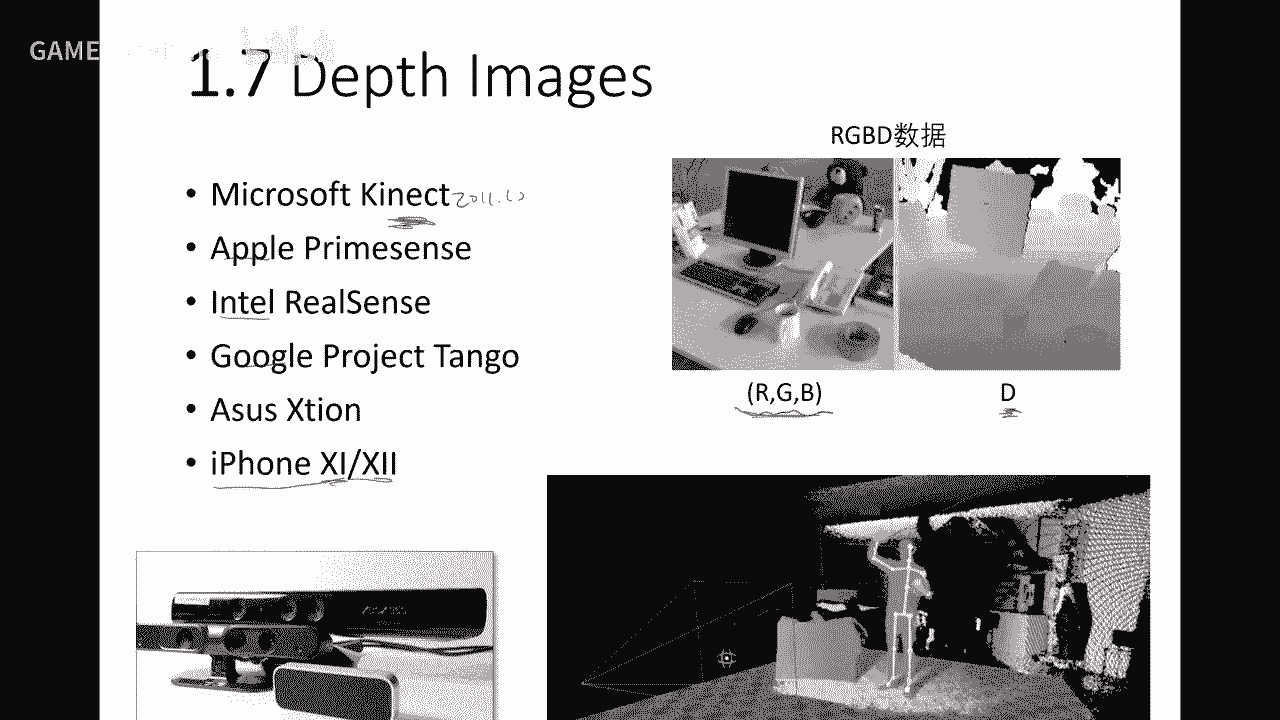 GAME
1.7 Depth Images
RGBD数据
• Microsoft Kinect 2011.
• Apple Primesense
• Intel RealSense
• Google Project Tango
• Asus Xtion
• iPhone XI/XII
(R,G,B)
D